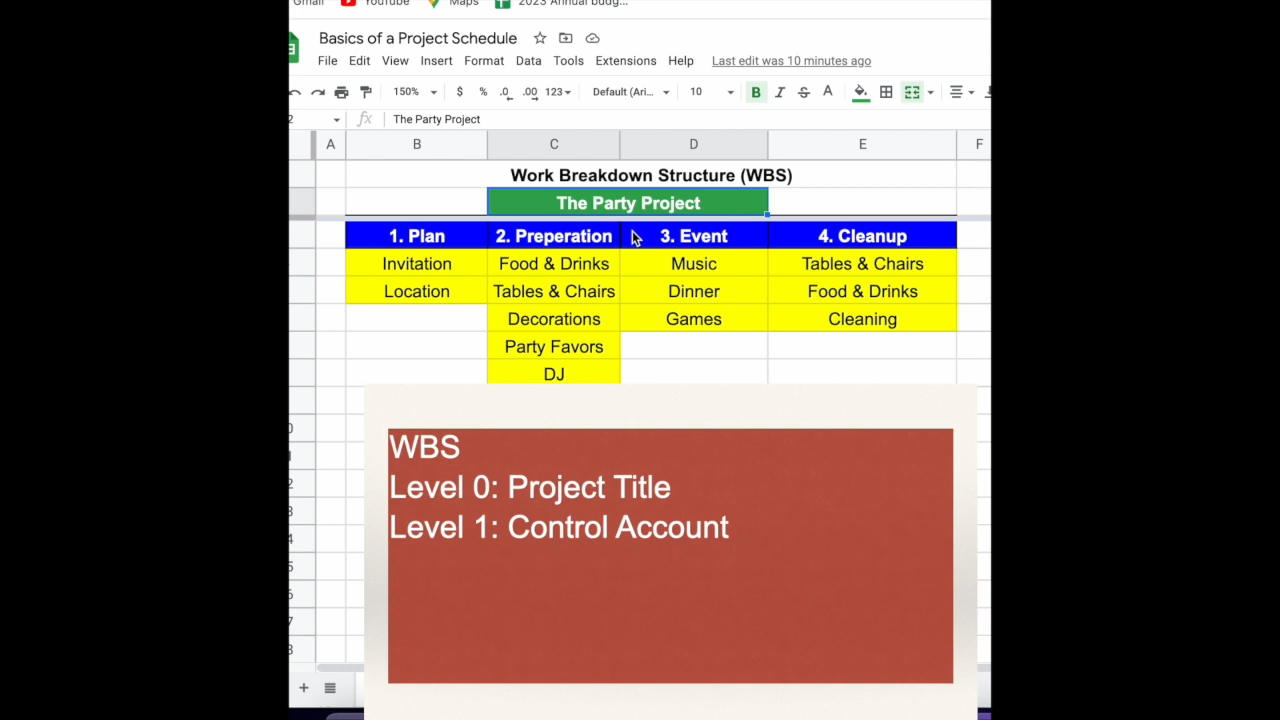 Gmail YouTube Maps 2023 Annual budg...
Basics of a Project Schedule
File Edit View Insert Format Data Tools Extensions Help Last edit was 10 minutes ago
150% $ % .0 .00 123 Default (Ari... 10 B I S A
2 fx The Party Project
A B C D E F
Work Breakdown Structure (WBS)
The Party Project
1. Plan 2. Preperation 3. Event 4. Cleanup
Invitation Food & Drinks Music Tables & Chairs
Location Tables & Chairs Dinner Food & Drinks
Decorations Games Cleaning
Party Favors
DJ
WBS
Level 0: Project Title
Level 1: Control Account